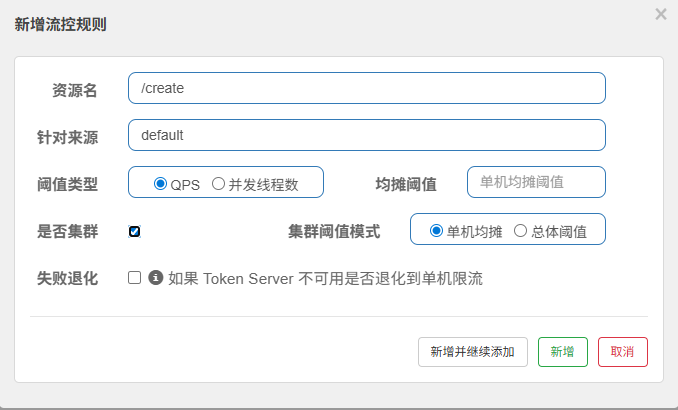 新增流控规则
×
资源名 /create
针对来源 default
阈值类型 QPS 并发线程数 均摊阈值 单机均摊阈值
是否集群 集群阈值模式 单机均摊 总体阈值
失败退化 如果 Token Server 不可用是否退化到单机限流
新增并继续添加 新增 取消